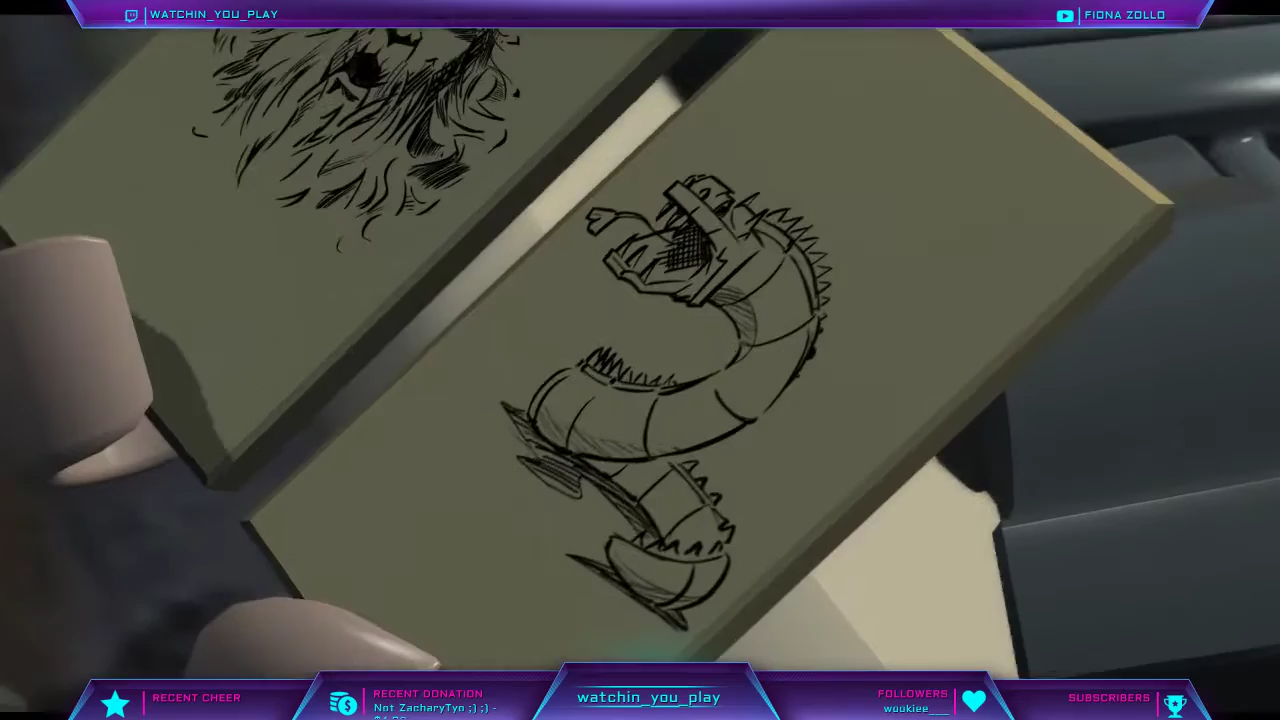 WATCHIN_YOU_PLAY
FIONA ZOLLO
RECENT CHEER
RECENT DONATION
Not ZacharyTyn ;) ;) -
watchin_you_play
FOLLOWERS
wookiee___
SUBSCRIBERS